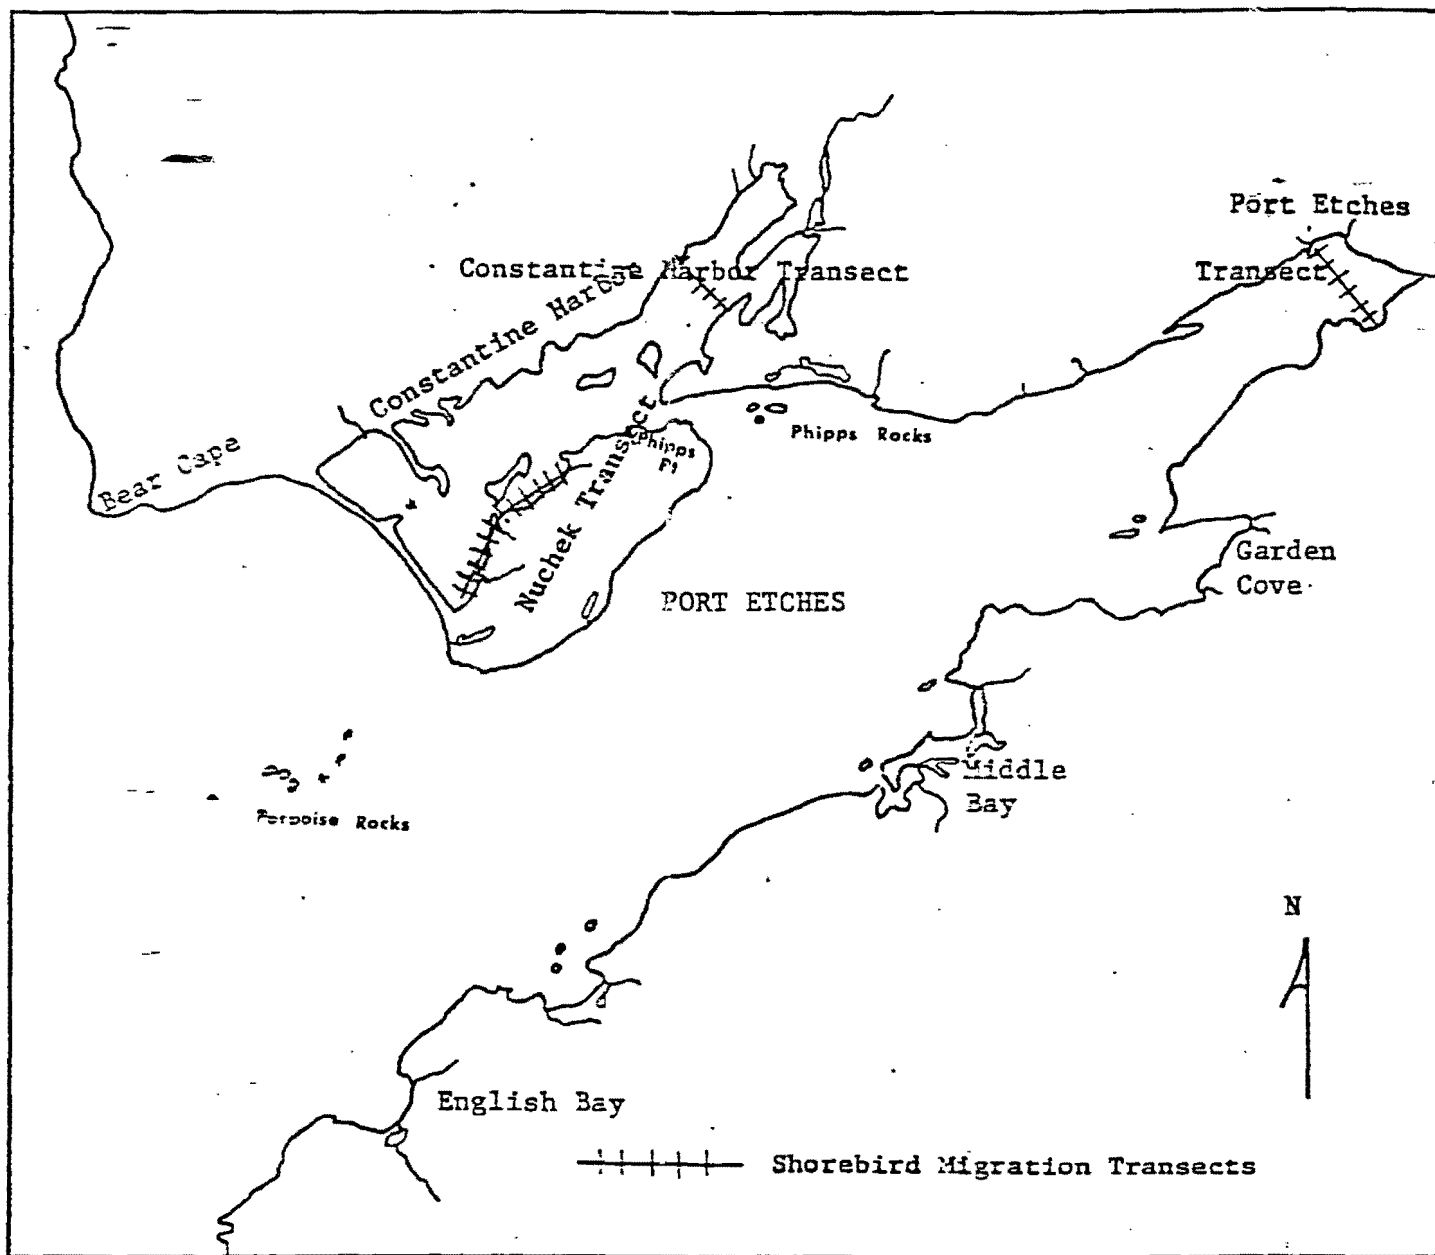 Port Etches
Transect
Constantine Harbor Transect
Constantine Harbor
Bear Cape
Nuchek Transect
Phipps
Pt
Phipps Rocks
Garden
Cove
PORT ETCHES
Middle
Bay
Porpoise Rocks
N
English Bay
Shorebird Migration Transects